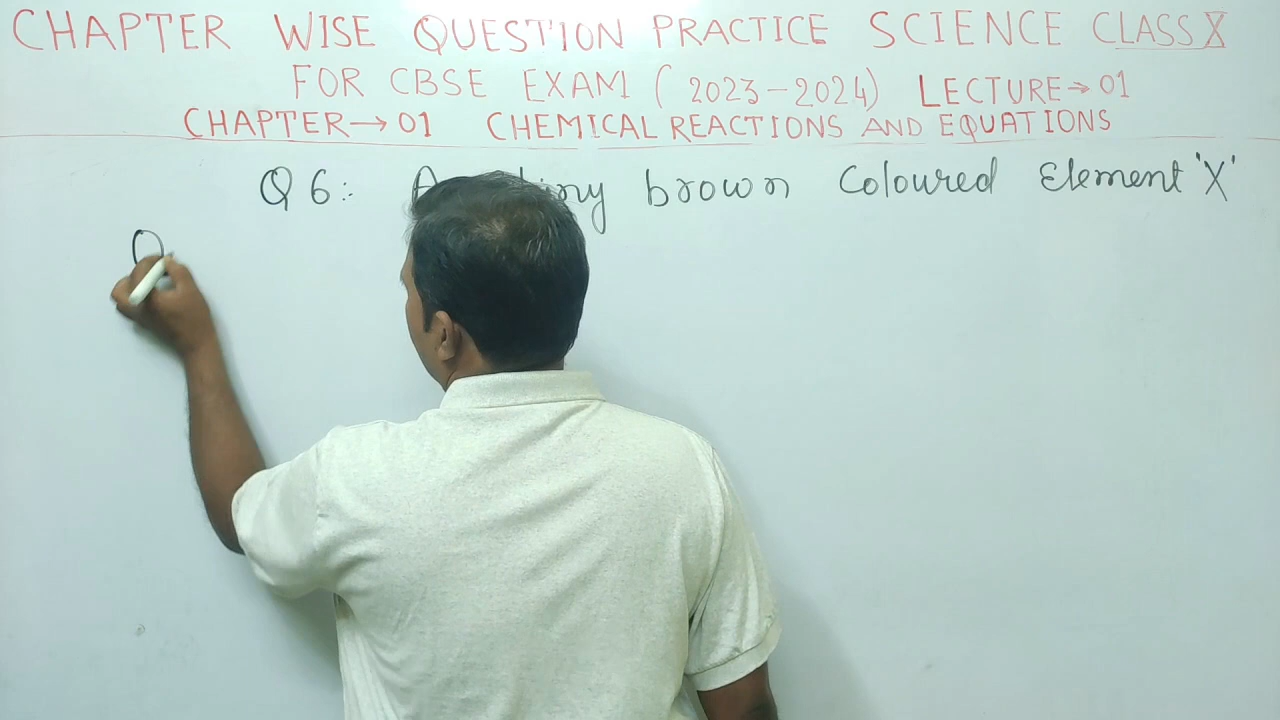 CHAPTER WISE QUESTION PRACTICE SCIENCE CLASS X
FOR CBSE EXAM ( 2023-2024) LECTURE→01
CHAPTER→01 CHEMICAL REACTIONS AND EQUATIONS
Q 6:- A brown Coloured Element 'X'